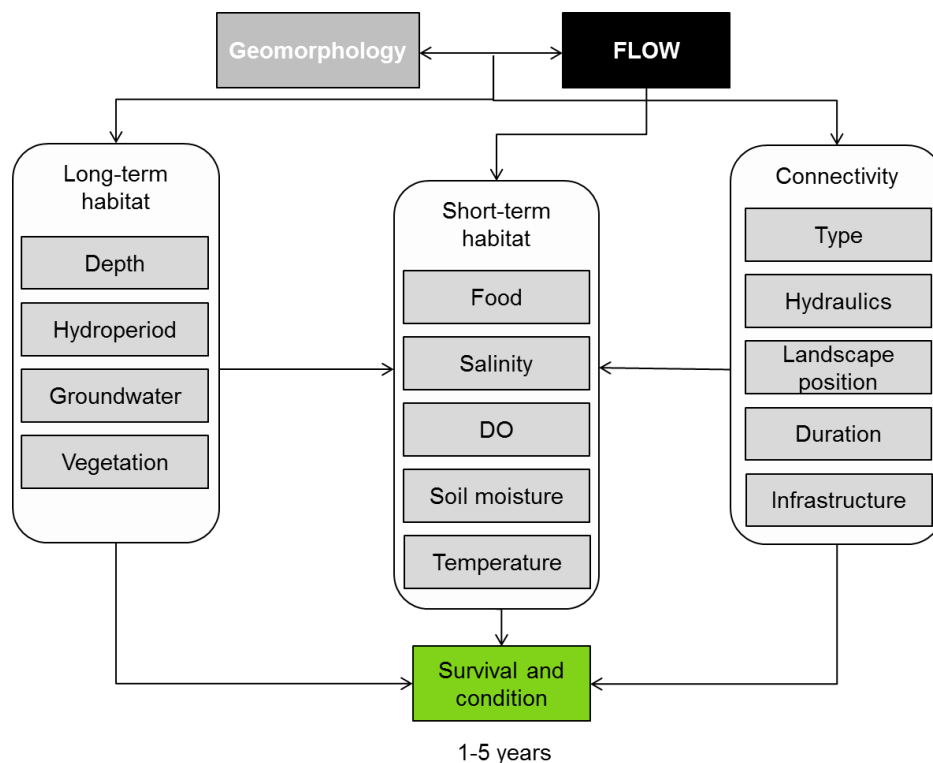 Geomorphology
FLOW
Long-term
habitat
Depth
Hydroperiod
Groundwater
Vegetation
Short-term
habitat
Food
Salinity
DO
Soil moisture
Temperature
Connectivity
Type
Hydraulics
Landscape
position
Duration
Infrastructure
Survival and
condition
1-5 years